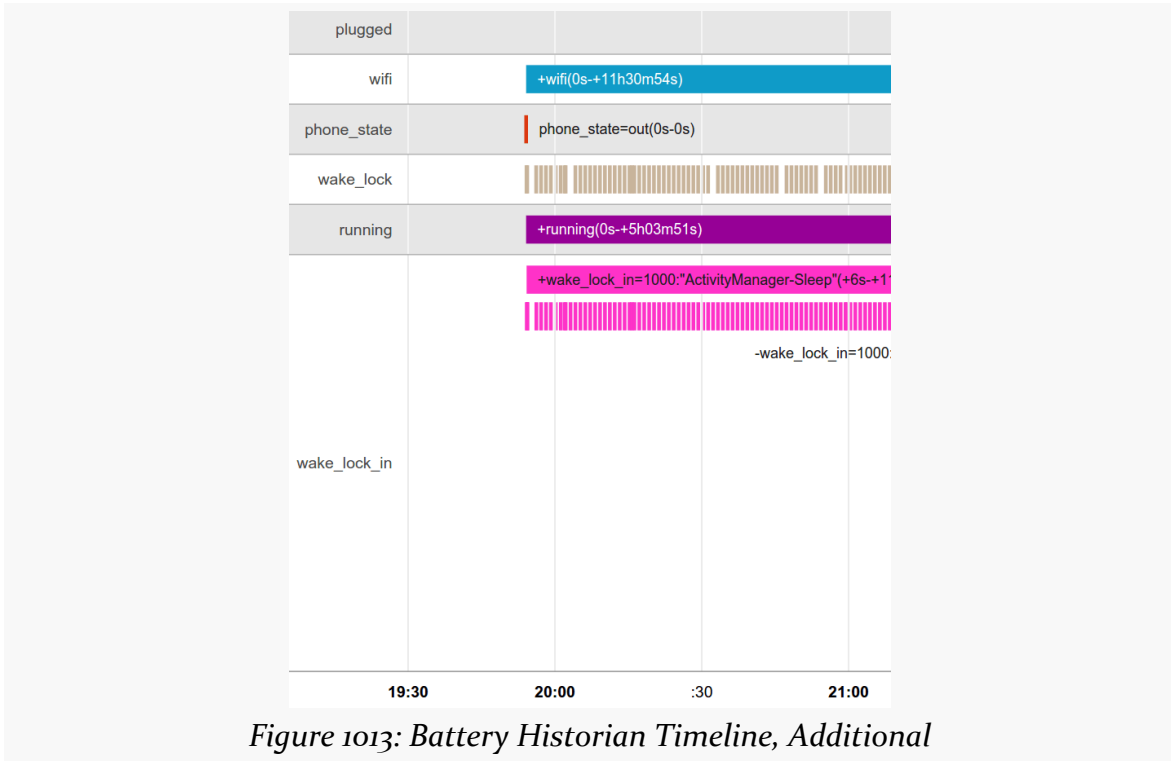 plugged
wifi
+wifi(0s-+11h30m54s)
phone_state
phone_state=out(0s-0s)
wake_lock
running
+running(0s-+5h03m51s)
+wake_lock_in=1000:"ActivityManager-Sleep"(+6s-+11
-wake_lock_in=1000:
wake_lock_in
19:30 20:00 :30 21:00
Figure 1013: Battery Historian Timeline, Additional